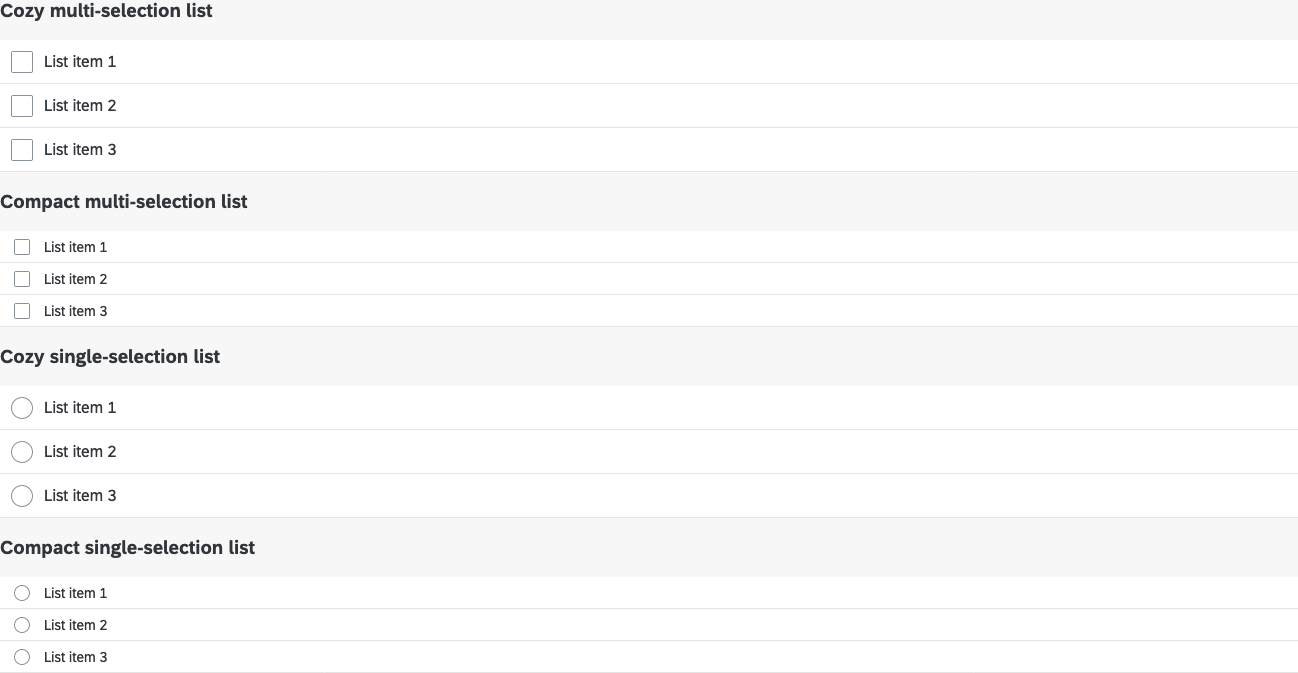 Cozy multi-selection list
List item 1
List item 2
List item 3
Compact multi-selection list
List item 1
List item 2
List item 3
Cozy single-selection list
List item 1
List item 2
List item 3
Compact single-selection list
List item 1
List item 2
List item 3